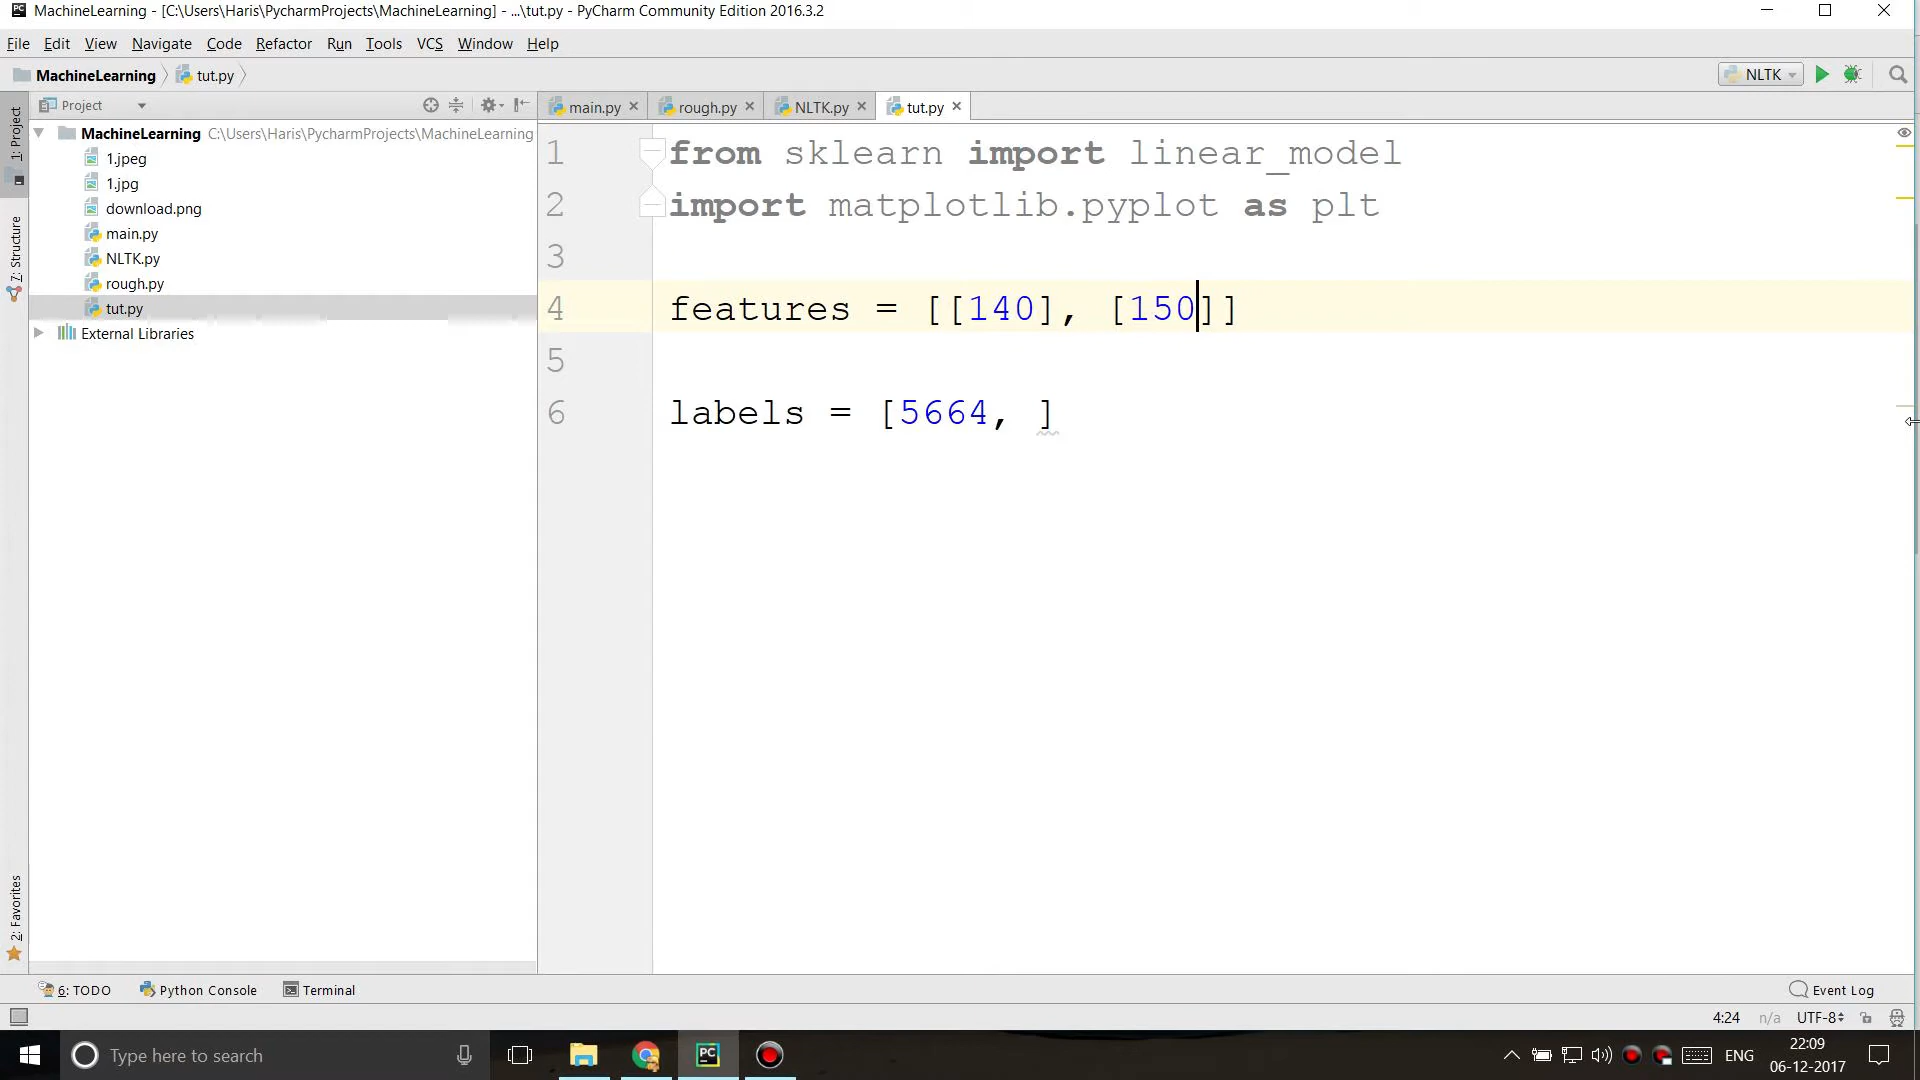 MachineLearning - [C:\Users\Haris\PycharmProjects\MachineLearning] - ...\tut.py - PyCharm Community Edition 2016.3.2
File Edit View Navigate Code Refactor Run Tools VCS Window Help
MachineLearning tut.py NLTK
Project main.py rough.py NLTK.py tut.py
1: Project
7: Structure
2: Favorites
MachineLearning C:\Users\Haris\PycharmProjects\MachineLearning
1.jpeg
1.jpg
download.png
main.py
NLTK.py
rough.py
tut.py
External Libraries
1 from sklearn import linear_model
2 import matplotlib.pyplot as plt
3
4 features = [[140], [150]]
5
6 labels = [5664, ]
6: TODO Python Console Terminal Event Log
4:24 n/a UTF-8
Type here to search ENG 22:09
06-12-2017